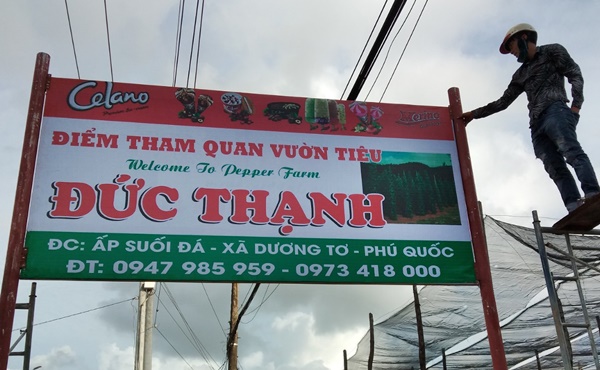 Celano
ĐIỂM THAM QUAN VUỜN TIÊU
Welcome To Pepper Farm
ĐỨC THẠNH
ĐC: ẤP SUỐI ĐÁ - XÃ DƯƠNG TƠ - PHÚ QUỐC
ĐT: 0947 985 959 - 0973 418 000